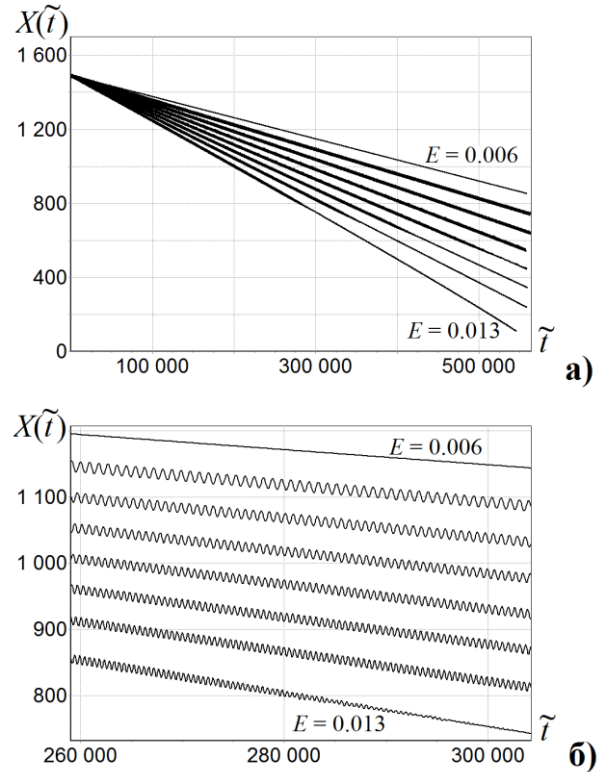 X(t̃)
1 600
1 200
800
400
0
E = 0.006
E = 0.013
100 000
300 000
500 000
t̃
а)
X(t̃)
1 100
1 000
900
800
E = 0.006
E = 0.013
260 000
280 000
300 000
t̃
б)